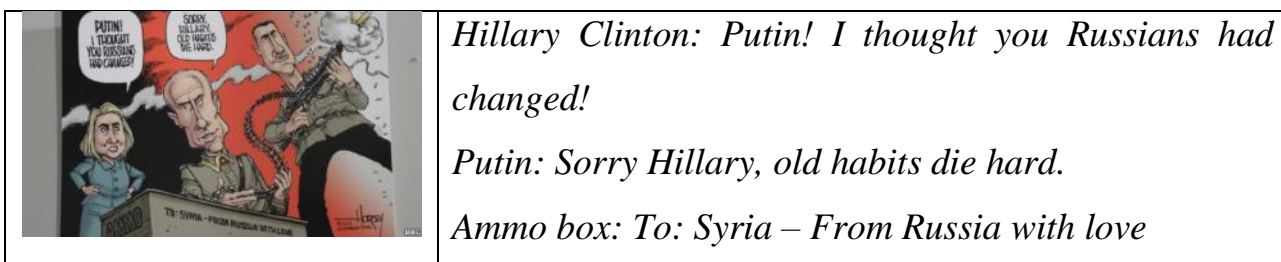 PUTIN!
I THOUGHT
YOU RUSSIANS
HAD CHANGED!
SORRY,
HILLARY,
OLD HABITS
DIE HARD.
AMMO
TO: SYRIA - FROM RUSSIA WITH LOVE
HORSEY
BBC
Hillary Clinton: Putin! I thought you Russians had
changed!
Putin: Sorry Hillary, old habits die hard.
Ammo box: To: Syria – From Russia with love